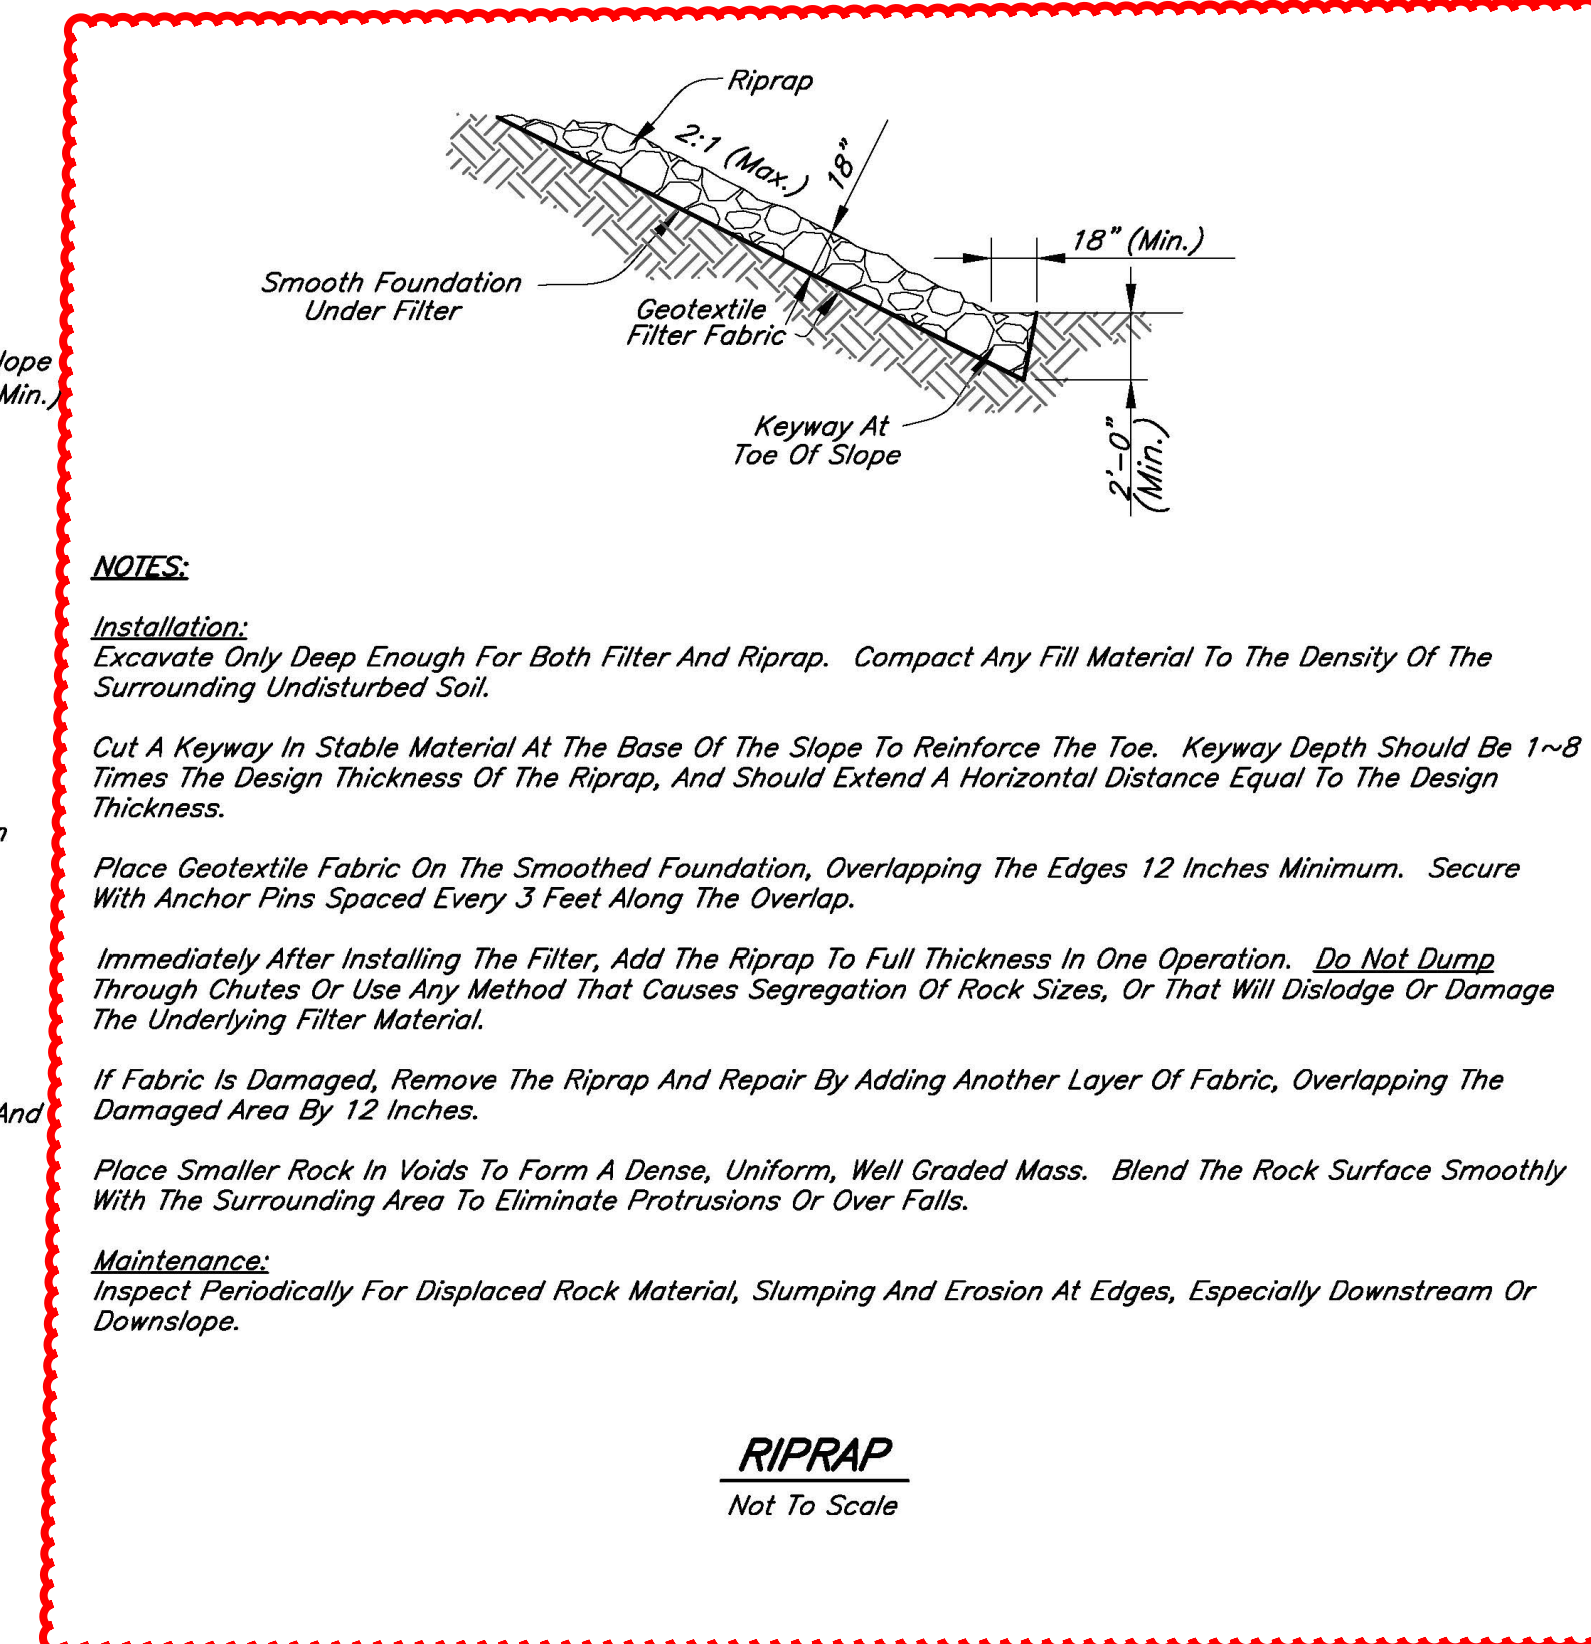 Riprap
2:1 (Max.)
18"
18" (Min.)
Smooth Foundation
Under Filter
Geotextile
Filter Fabric
Keyway At
Toe Of Slope
2'-0"
(Min.)
Min.)
NOTES:
Installation:
Excavate Only Deep Enough For Both Filter And Riprap. Compact Any Fill Material To The Density Of The
Surrounding Undisturbed Soil.
Cut A Keyway In Stable Material At The Base Of The Slope To Reinforce The Toe. Keyway Depth Should Be 1~8
Times The Design Thickness Of The Riprap, And Should Extend A Horizontal Distance Equal To The Design
Thickness.
Place Geotextile Fabric On The Smoothed Foundation, Overlapping The Edges 12 Inches Minimum. Secure
With Anchor Pins Spaced Every 3 Feet Along The Overlap.
Immediately After Installing The Filter, Add The Riprap To Full Thickness In One Operation. Do Not Dump
Through Chutes Or Use Any Method That Causes Segregation Of Rock Sizes, Or That Will Dislodge Or Damage
The Underlying Filter Material.
If Fabric Is Damaged, Remove The Riprap And Repair By Adding Another Layer Of Fabric, Overlapping The
Damaged Area By 12 Inches.
And
Place Smaller Rock In Voids To Form A Dense, Uniform, Well Graded Mass. Blend The Rock Surface Smoothly
With The Surrounding Area To Eliminate Protrusions Or Over Falls.
Maintenance:
Inspect Periodically For Displaced Rock Material, Slumping And Erosion At Edges, Especially Downstream Or
Downslope.
RIPRAP
Not To Scale